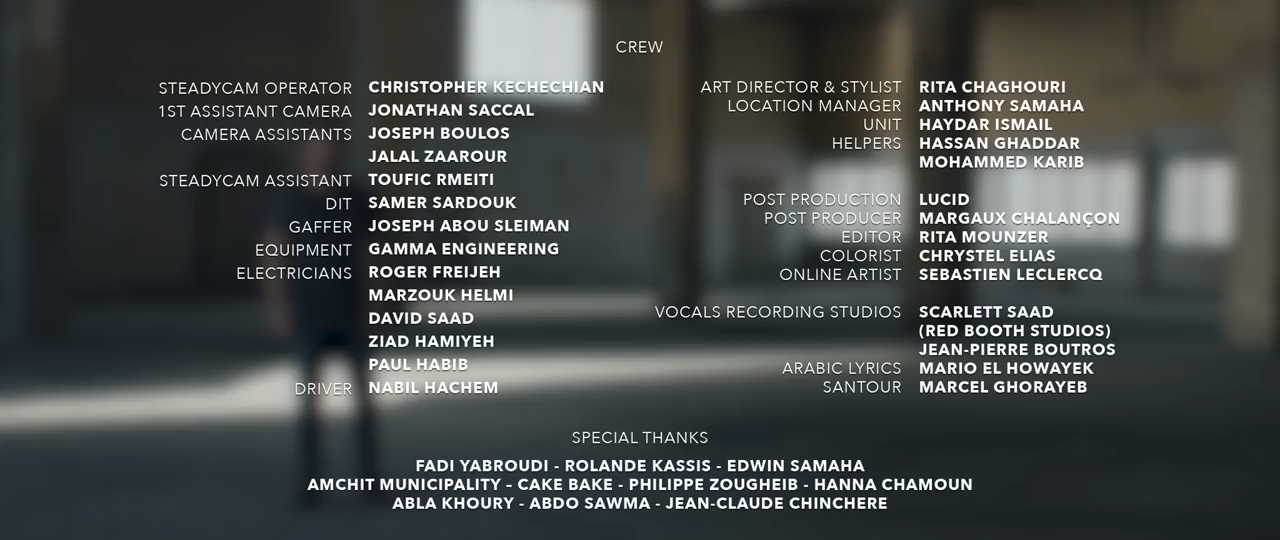 CREW
STEADYCAM OPERATOR CHRISTOPHER KECHECHIAN
1ST ASSISTANT CAMERA JONATHAN SACCAL
CAMERA ASSISTANTS JOSEPH BOULOS
JALAL ZAAROUR
STEADYCAM ASSISTANT TOUFIC RMEITI
DIT SAMER SARDOUK
GAFFER JOSEPH ABOU SLEIMAN
EQUIPMENT GAMMA ENGINEERING
ELECTRICIANS ROGER FREIJEH
MARZOUK HELMI
DAVID SAAD
ZIAD HAMIYEH
PAUL HABIB
DRIVER NABIL HACHEM
ART DIRECTOR & STYLIST RITA CHAGHOURI
LOCATION MANAGER ANTHONY SAMAHA
UNIT HAYDAR ISMAIL
HELPERS HASSAN GHADDAR
MOHAMMED KARIB
POST PRODUCTION LUCID
POST PRODUCER MARGAUX CHALANÇON
EDITOR RITA MOUNZER
COLORIST CHRYSTEL ELIAS
ONLINE ARTIST SEBASTIEN LECLERCQ
VOCALS RECORDING STUDIOS SCARLETT SAAD
(RED BOOTH STUDIOS)
JEAN-PIERRE BOUTROS
ARABIC LYRICS MARIO EL HOWAYEK
SANTOUR MARCEL GHORAYEB
SPECIAL THANKS
FADI YABROUDI - ROLANDE KASSIS - EDWIN SAMAHA
AMCHIT MUNICIPALITY – CAKE BAKE - PHILIPPE ZOUGHEIB - HANNA CHAMOUN
ABLA KHOURY - ABDO SAWMA - JEAN-CLAUDE CHINCHERE